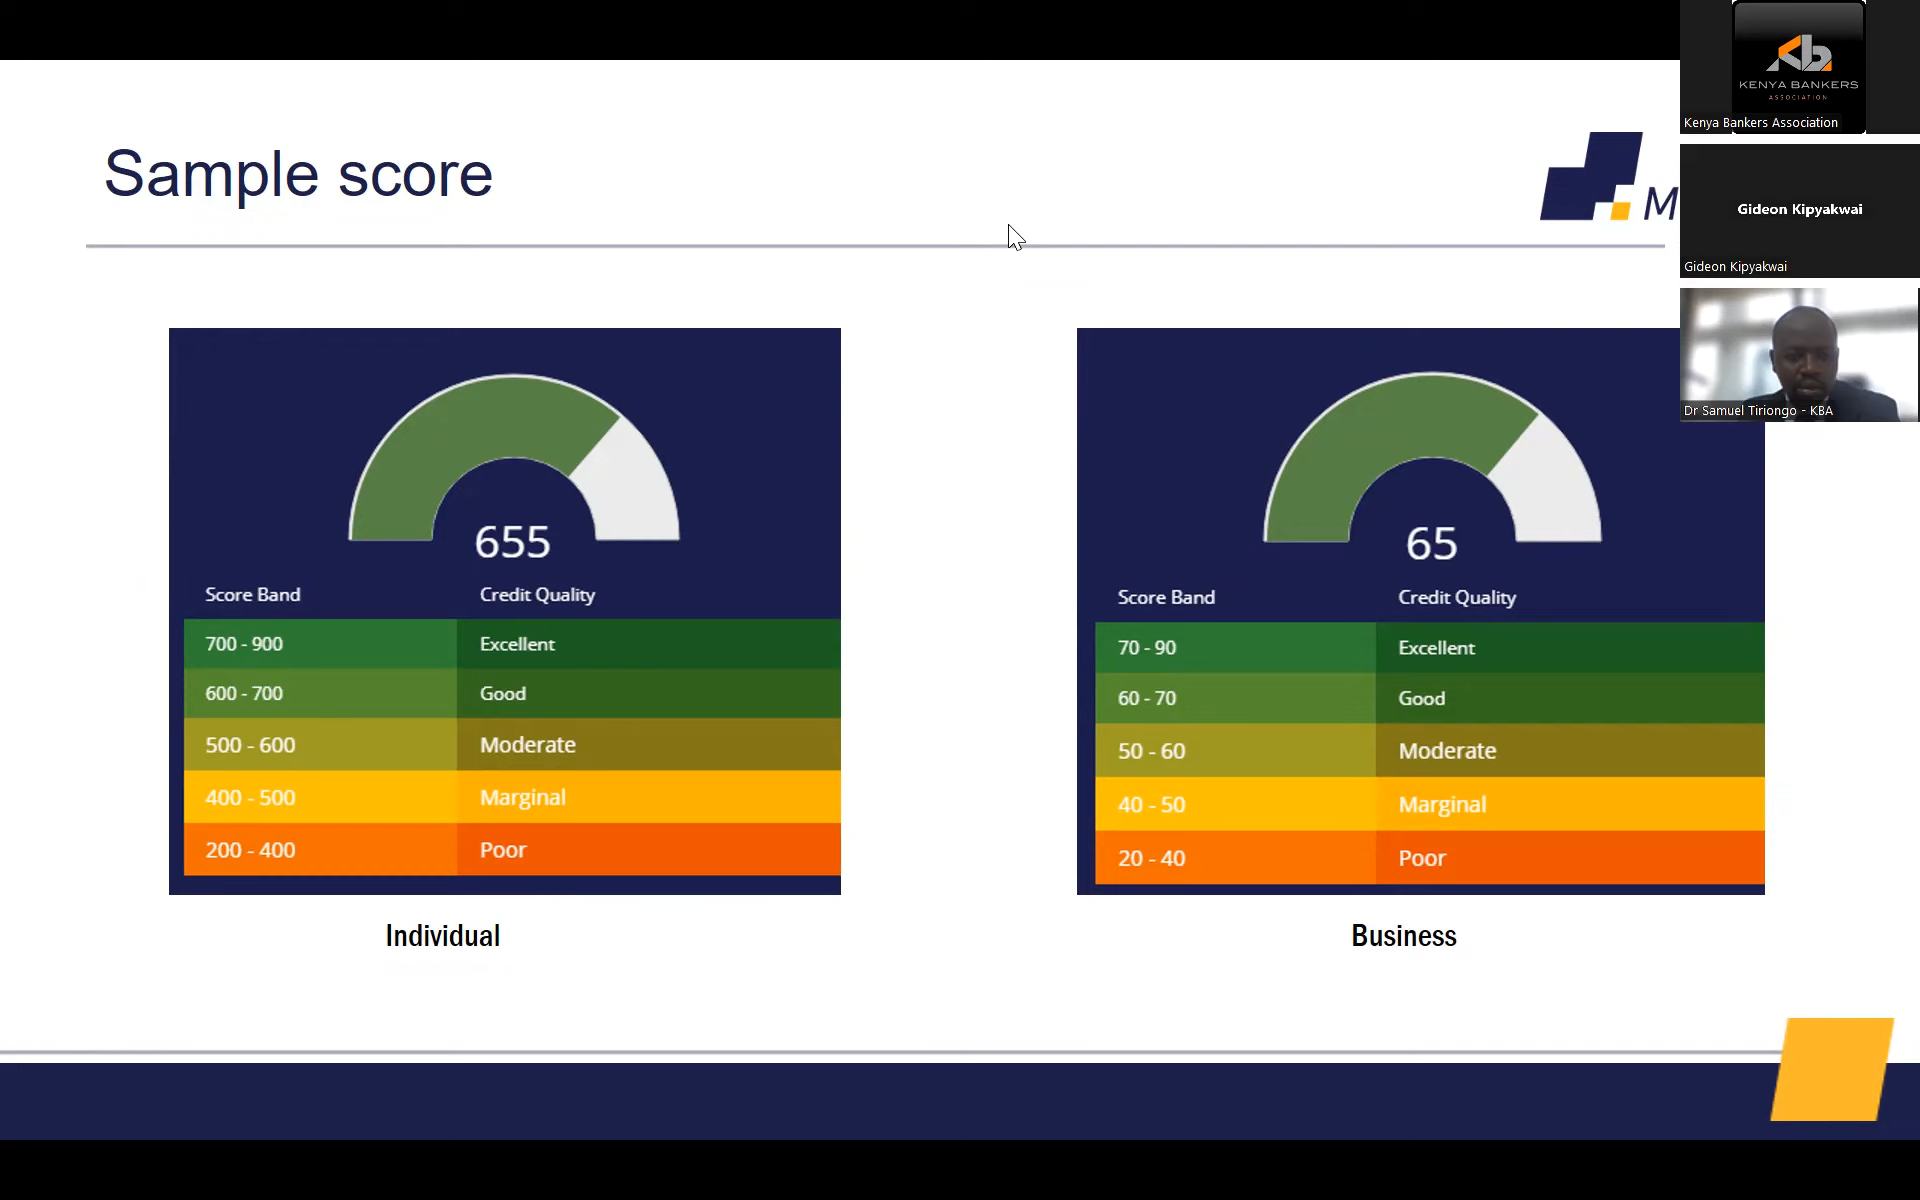 KENYA BANKERS
ASSOCIATION
Kenya Bankers Association
Sample score
M
Gideon Kipyakwai
Gideon Kipyakwai
Dr Samuel Tiriongo - KBA
655
Score Band Credit Quality
700 - 900 Excellent
600 - 700 Good
500 - 600 Moderate
400 - 500 Marginal
200 - 400 Poor
Individual
65
Score Band Credit Quality
70 - 90 Excellent
60 - 70 Good
50 - 60 Moderate
40 - 50 Marginal
20 - 40 Poor
Business